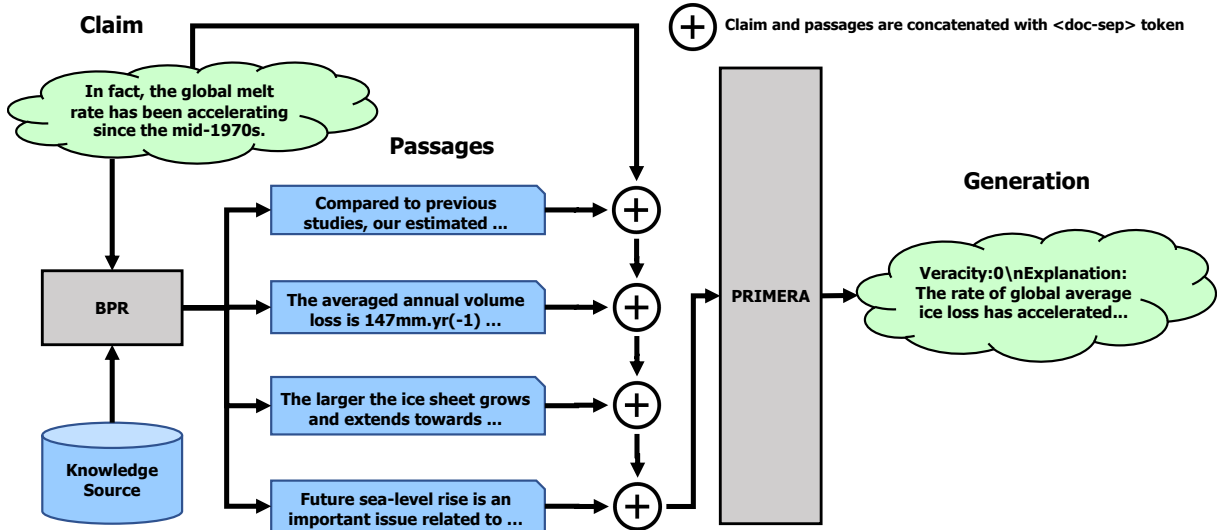 Claim
Claim and passages are concatenated with <doc-sep> token
In fact, the global melt
rate has been accelerating
since the mid-1970s.
Passages
Generation
Compared to previous
studies, our estimated ...
BPR
The averaged annual volume
loss is 147mm.yr(-1) ...
PRIMERA
Veracity:0\nExplanation:
The rate of global average
ice loss has accelerated...
The larger the ice sheet grows
and extends towards ...
Knowledge
Source
Future sea-level rise is an
important issue related to ...